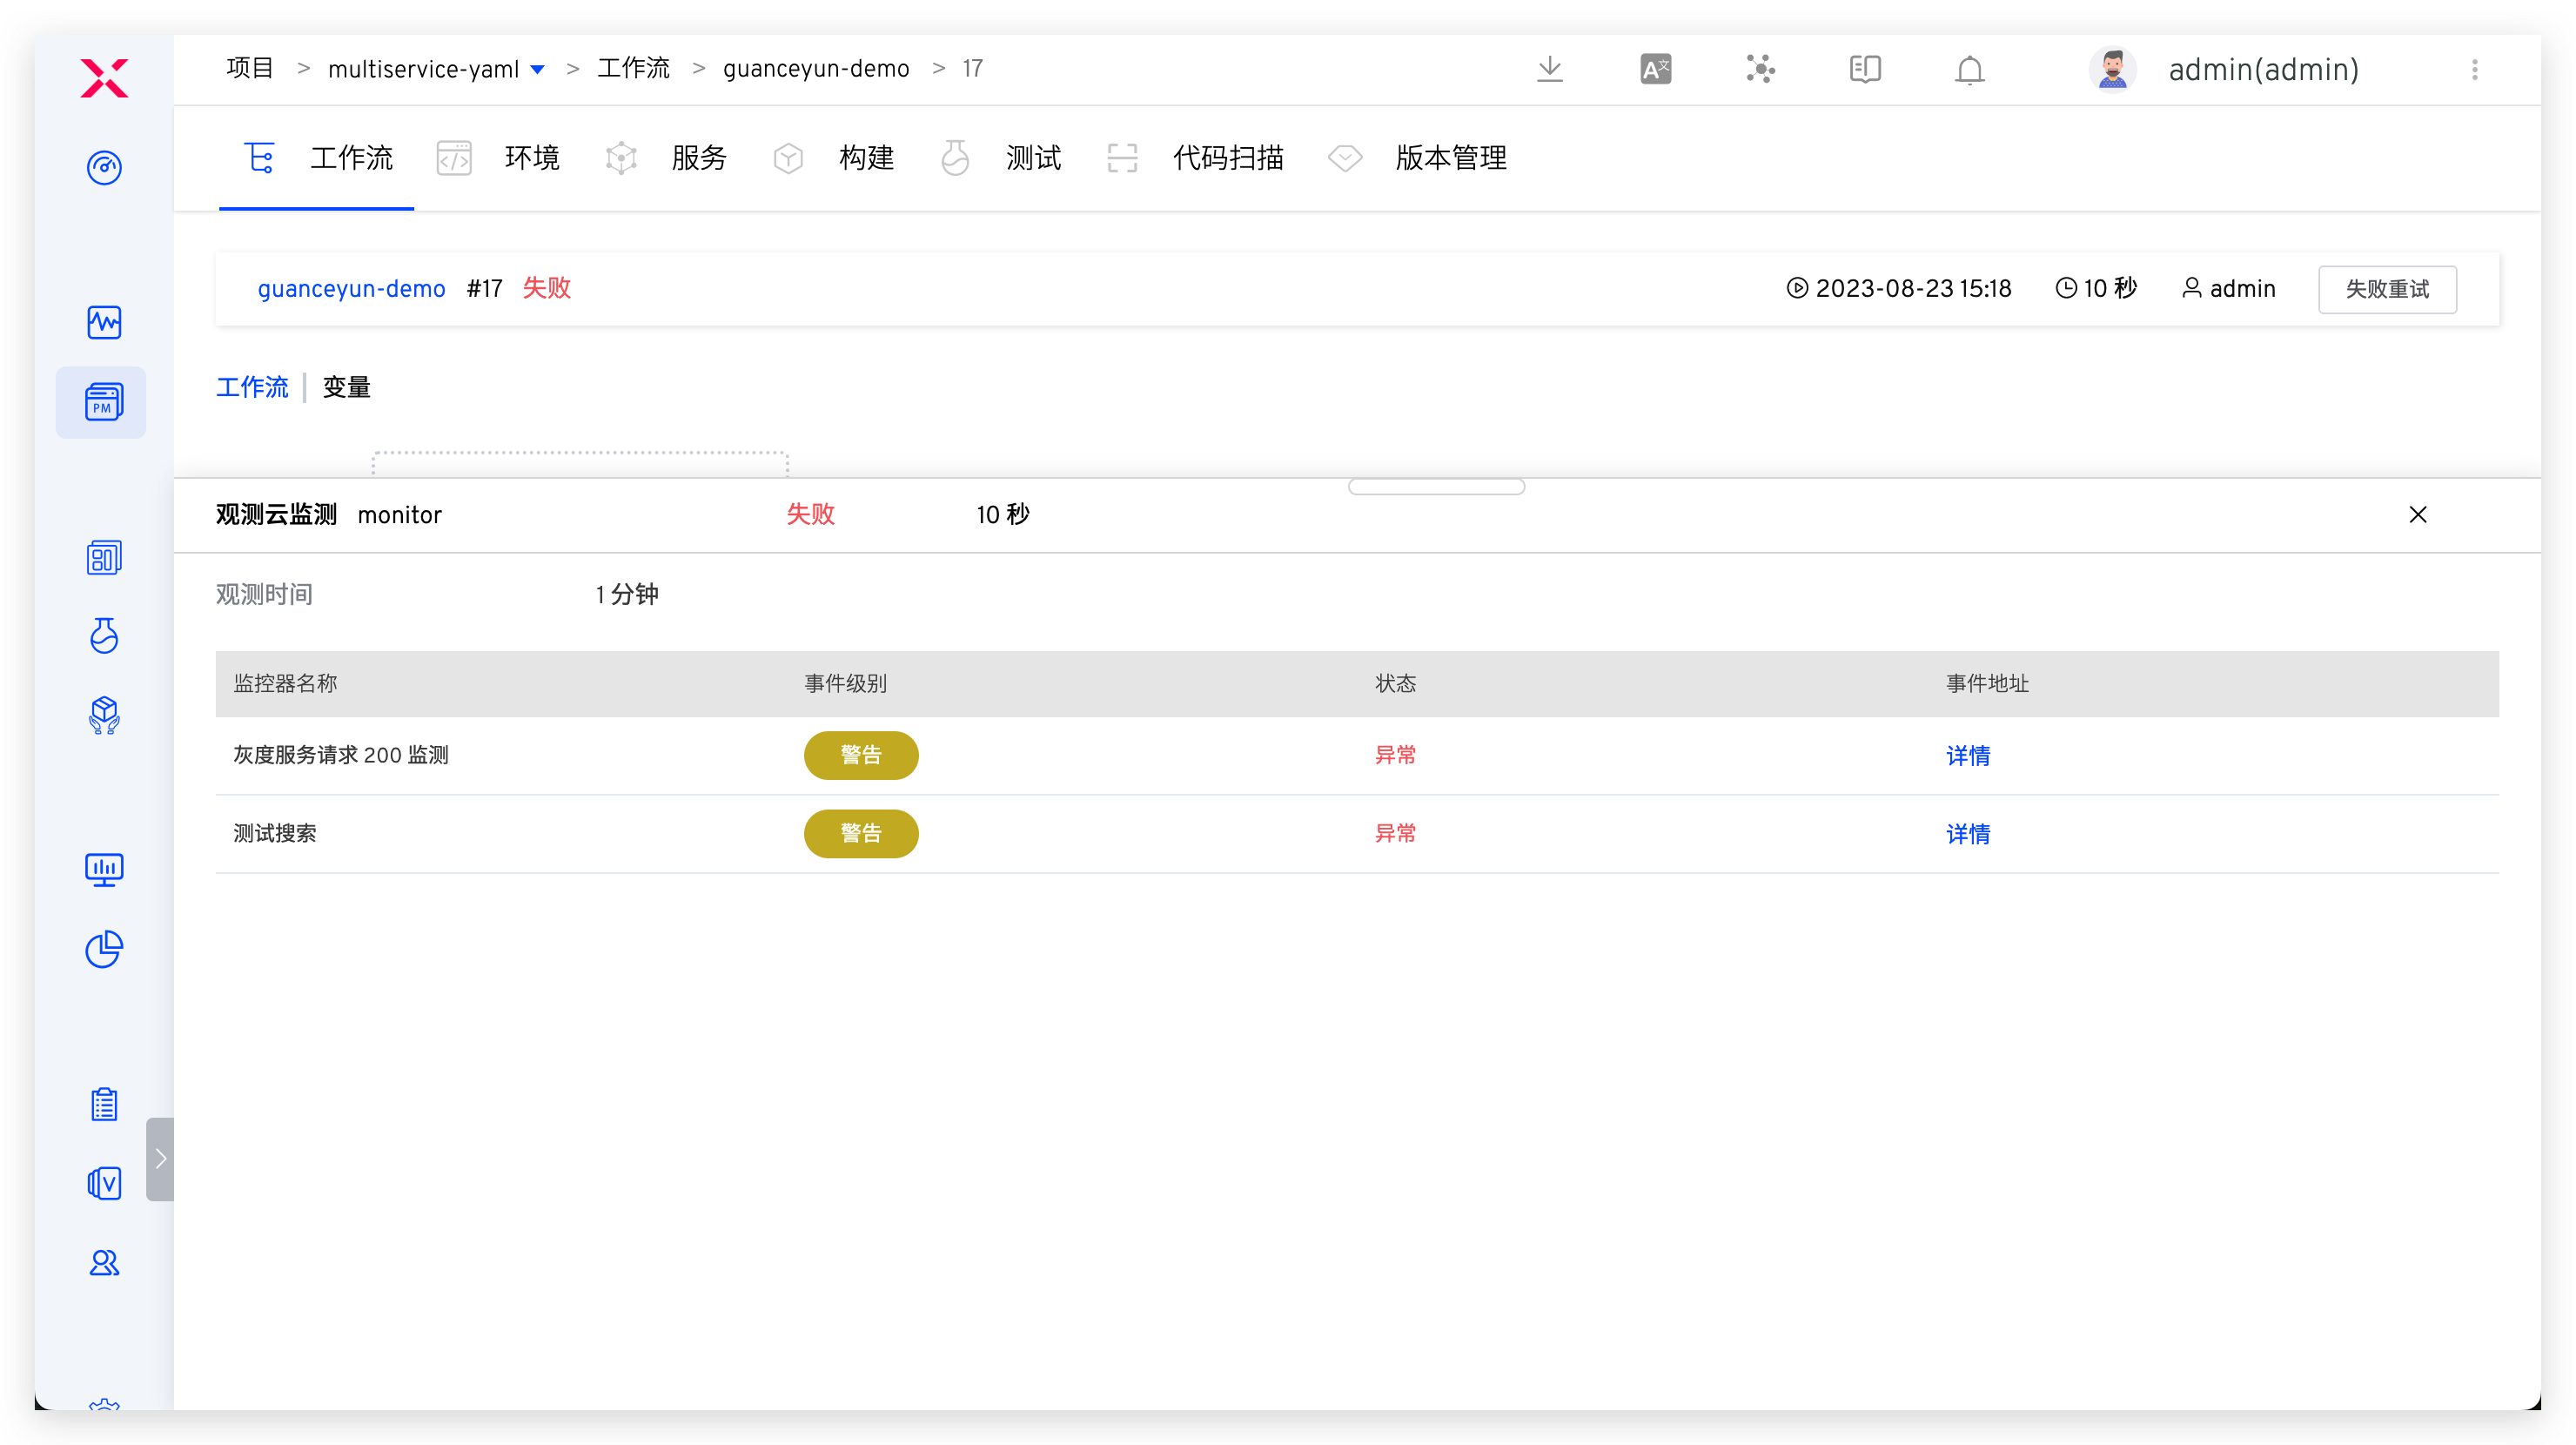 项目 > multiservice-yaml > 工作流 > guanceyun-demo > 17
A文
admin(admin)
工作流 环境 服务 构建 测试 代码扫描 版本管理
guanceyun-demo #17 失败 2023-08-23 15:18 10 秒 admin 失败重试
PM
工作流 变量
观测云监测 monitor 失败 10 秒
观测时间 1 分钟
监控器名称 事件级别 状态 事件地址
灰度服务请求 200 监测 警告 异常 详情
测试搜索 警告 异常 详情
V